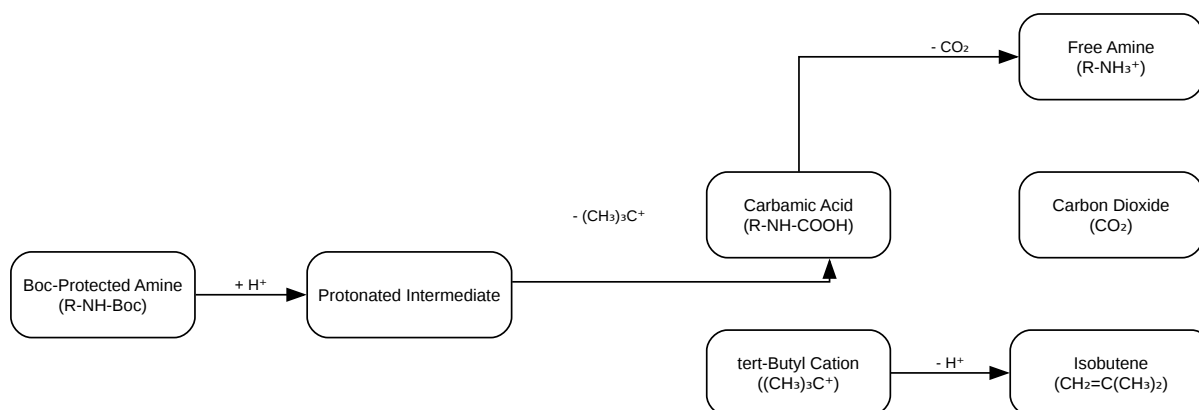 Boc-Protected Amine
(R-NH-Boc)
+ H⁺
Protonated Intermediate
- (CH₃)₃C⁺
Carbamic Acid
(R-NH-COOH)
- CO₂
Free Amine
(R-NH₃⁺)
Carbon Dioxide
(CO₂)
tert-Butyl Cation
((CH₃)₃C⁺)
- H⁺
Isobutene
(CH₂=C(CH₃)₂)